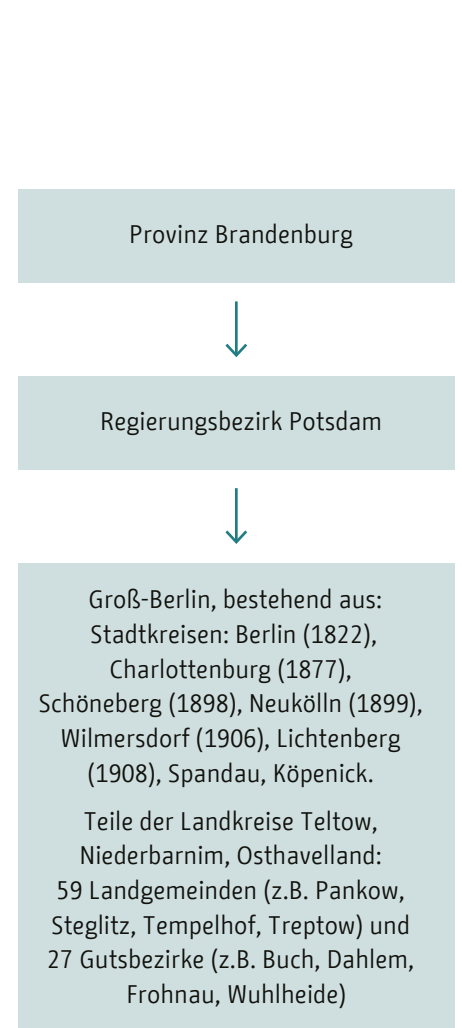 Provinz Brandenburg
Regierungsbezirk Potsdam
Groß-Berlin, bestehend aus:
Stadtkreisen: Berlin (1822),
Charlottenburg (1877),
Schöneberg (1898), Neukölln (1899),
Wilmersdorf (1906), Lichtenberg
(1908), Spandau, Köpenick.
Teile der Landkreise Teltow,
Niederbarnim, Osthavelland:
59 Landgemeinden (z.B. Pankow,
Steglitz, Tempelhof, Treptow) und
27 Gutsbezirke (z.B. Buch, Dahlem,
Frohnau, Wuhlheide)